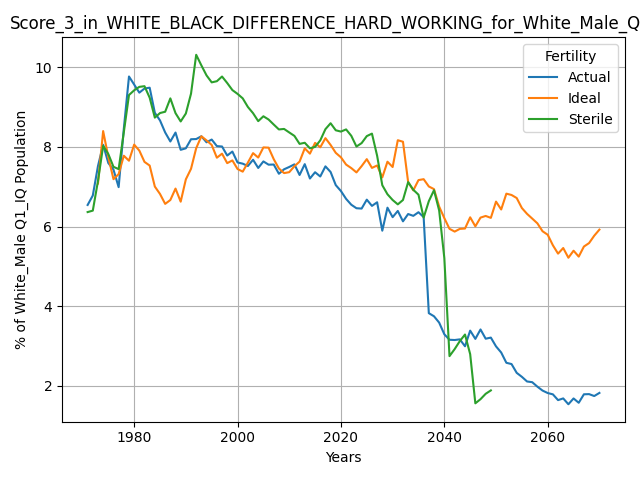 Score_3_in_WHITE_BLACK_DIFFERENCE_HARD_WORKING_for_White_Male_Q
Fertility
Actual
Ideal
Sterile
% of White_Male Q1_IQ Population
10
8
6
4
2
1980 2000 2020 2040 2060
Years